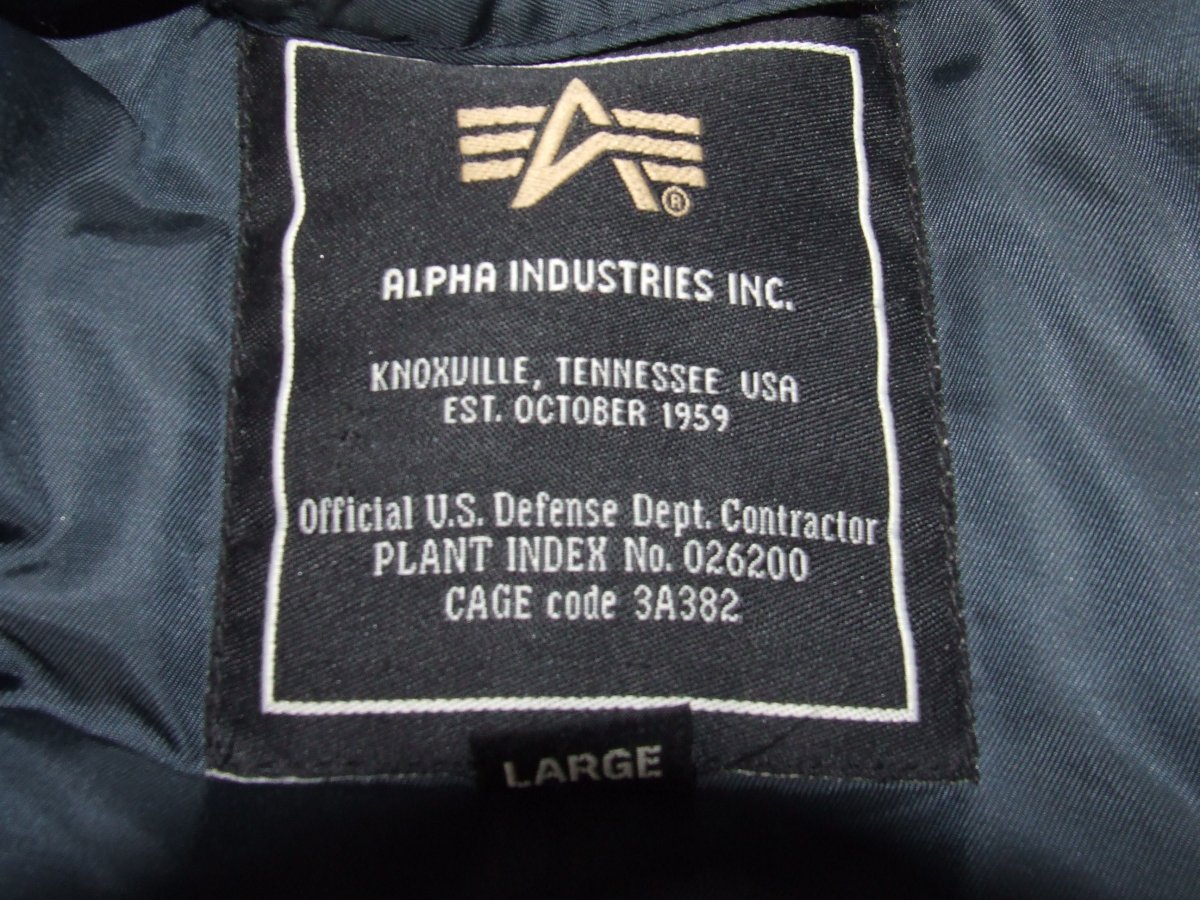 ®
ALPHA INDUSTRIES INC.
KNOXVILLE, TENNESSEE USA
EST. OCTOBER 1959
Official U.S. Defense Dept. Contractor
PLANT INDEX No. 026200
CAGE code 3A382
LARGE